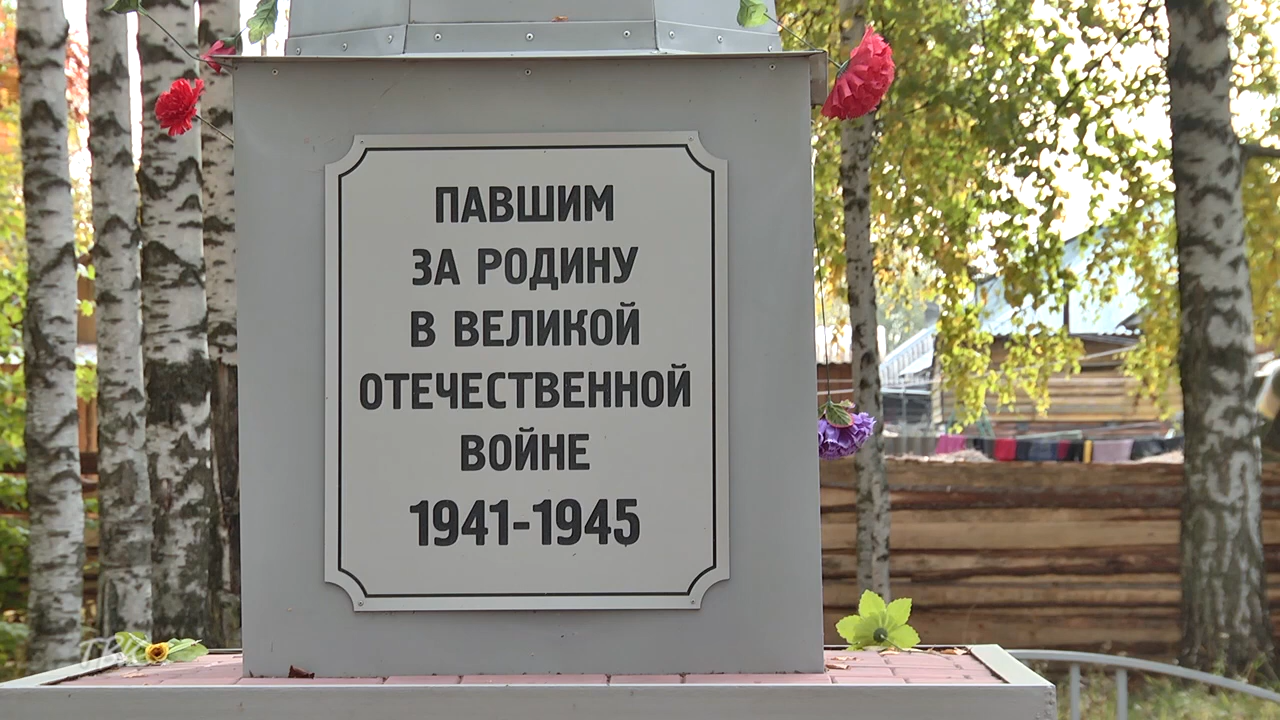 ПАВШИМ
ЗА РОДИНУ
В ВЕЛИКОЙ
ОТЕЧЕСТВЕННОЙ
ВОЙНЕ
1941-1945